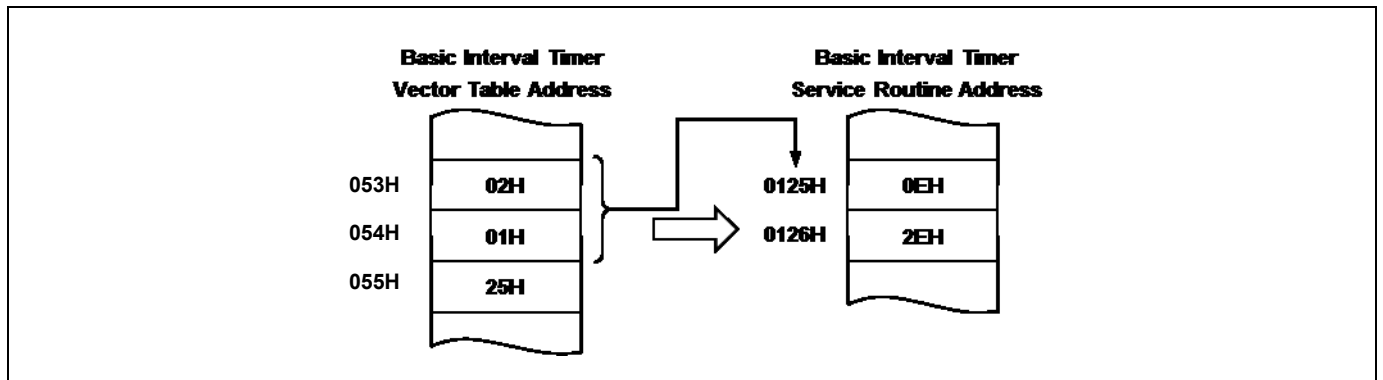 Basic Interval Timer
Vector Table Address
Basic Interval Timer
Service Routine Address
053H 02H 0125H 0EH
054H 01H 0126H 2EH
055H 25H